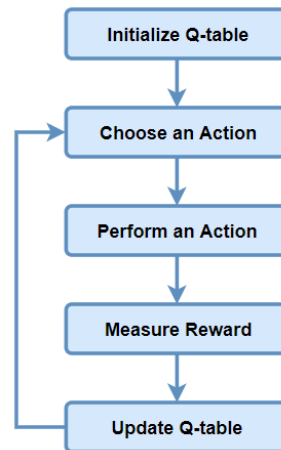 Initialize Q-table
Choose an Action
Perform an Action
Measure Reward
Update Q-table